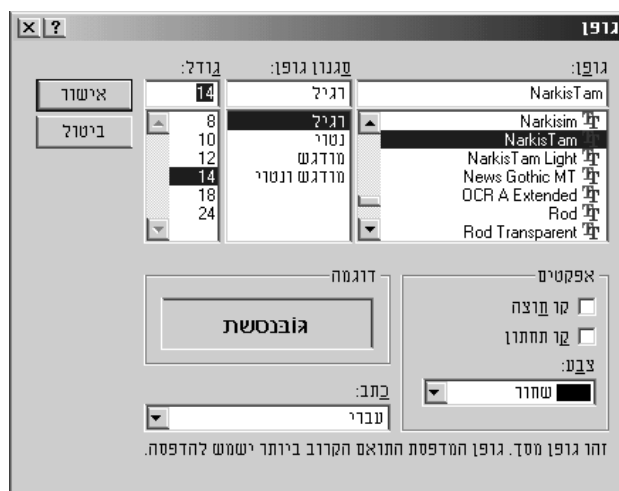 גופן
גופן:
סגנון גופן:
גודל:
NarkisTam
רגיל
14
אישור
ביטול
Narkisim
NarkisTam
NarkisTam Light
News Gothic MT
OCR A Extended
Rod
Rod Transparent
רגיל
נטוי
מודגש
מודגש ונטוי
8
10
12
14
18
24
אפקטים
קו חוצה
קו תחתון
צבע:
שחור
דוגמה
גוֹבּנסשת
כתב:
עברי
זהו גופן מסך. גופן המדפסת התואם הקרוב ביותר ישמש להדפסה.